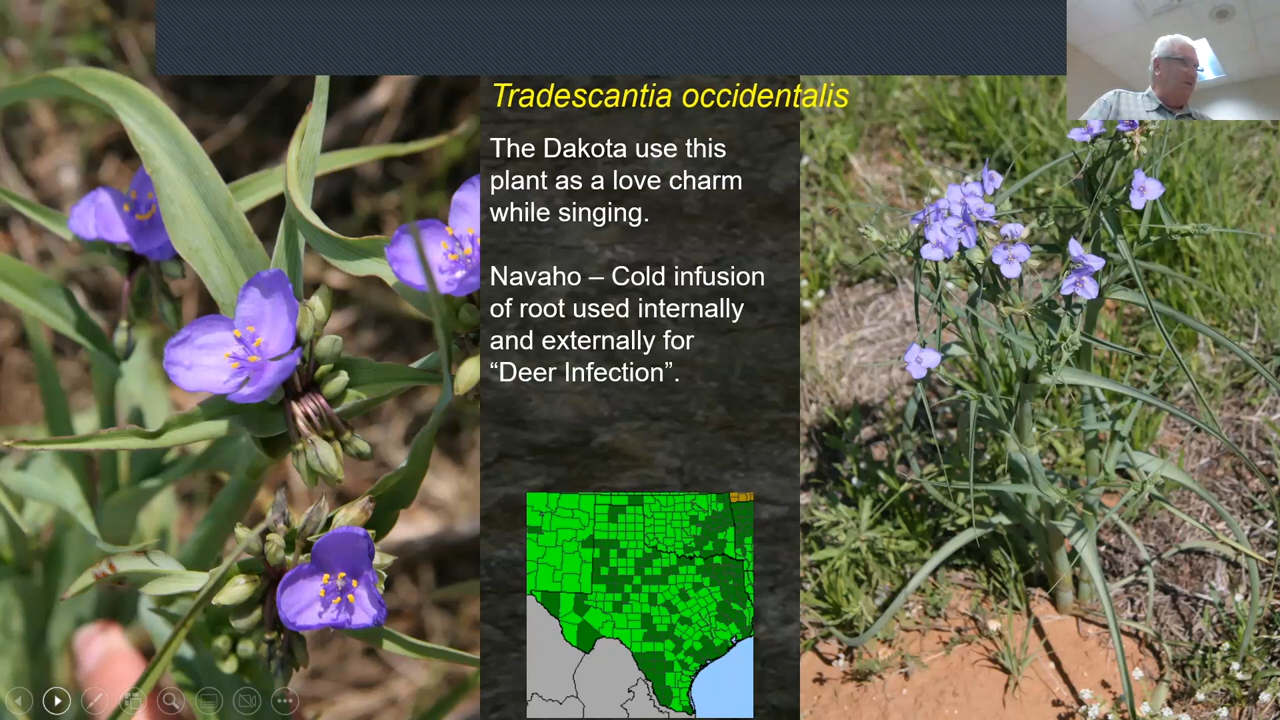 Tradescantia occidentalis
The Dakota use this
plant as a love charm
while singing.
Navaho – Cold infusion
of root used internally
and externally for
“Deer Infection”.